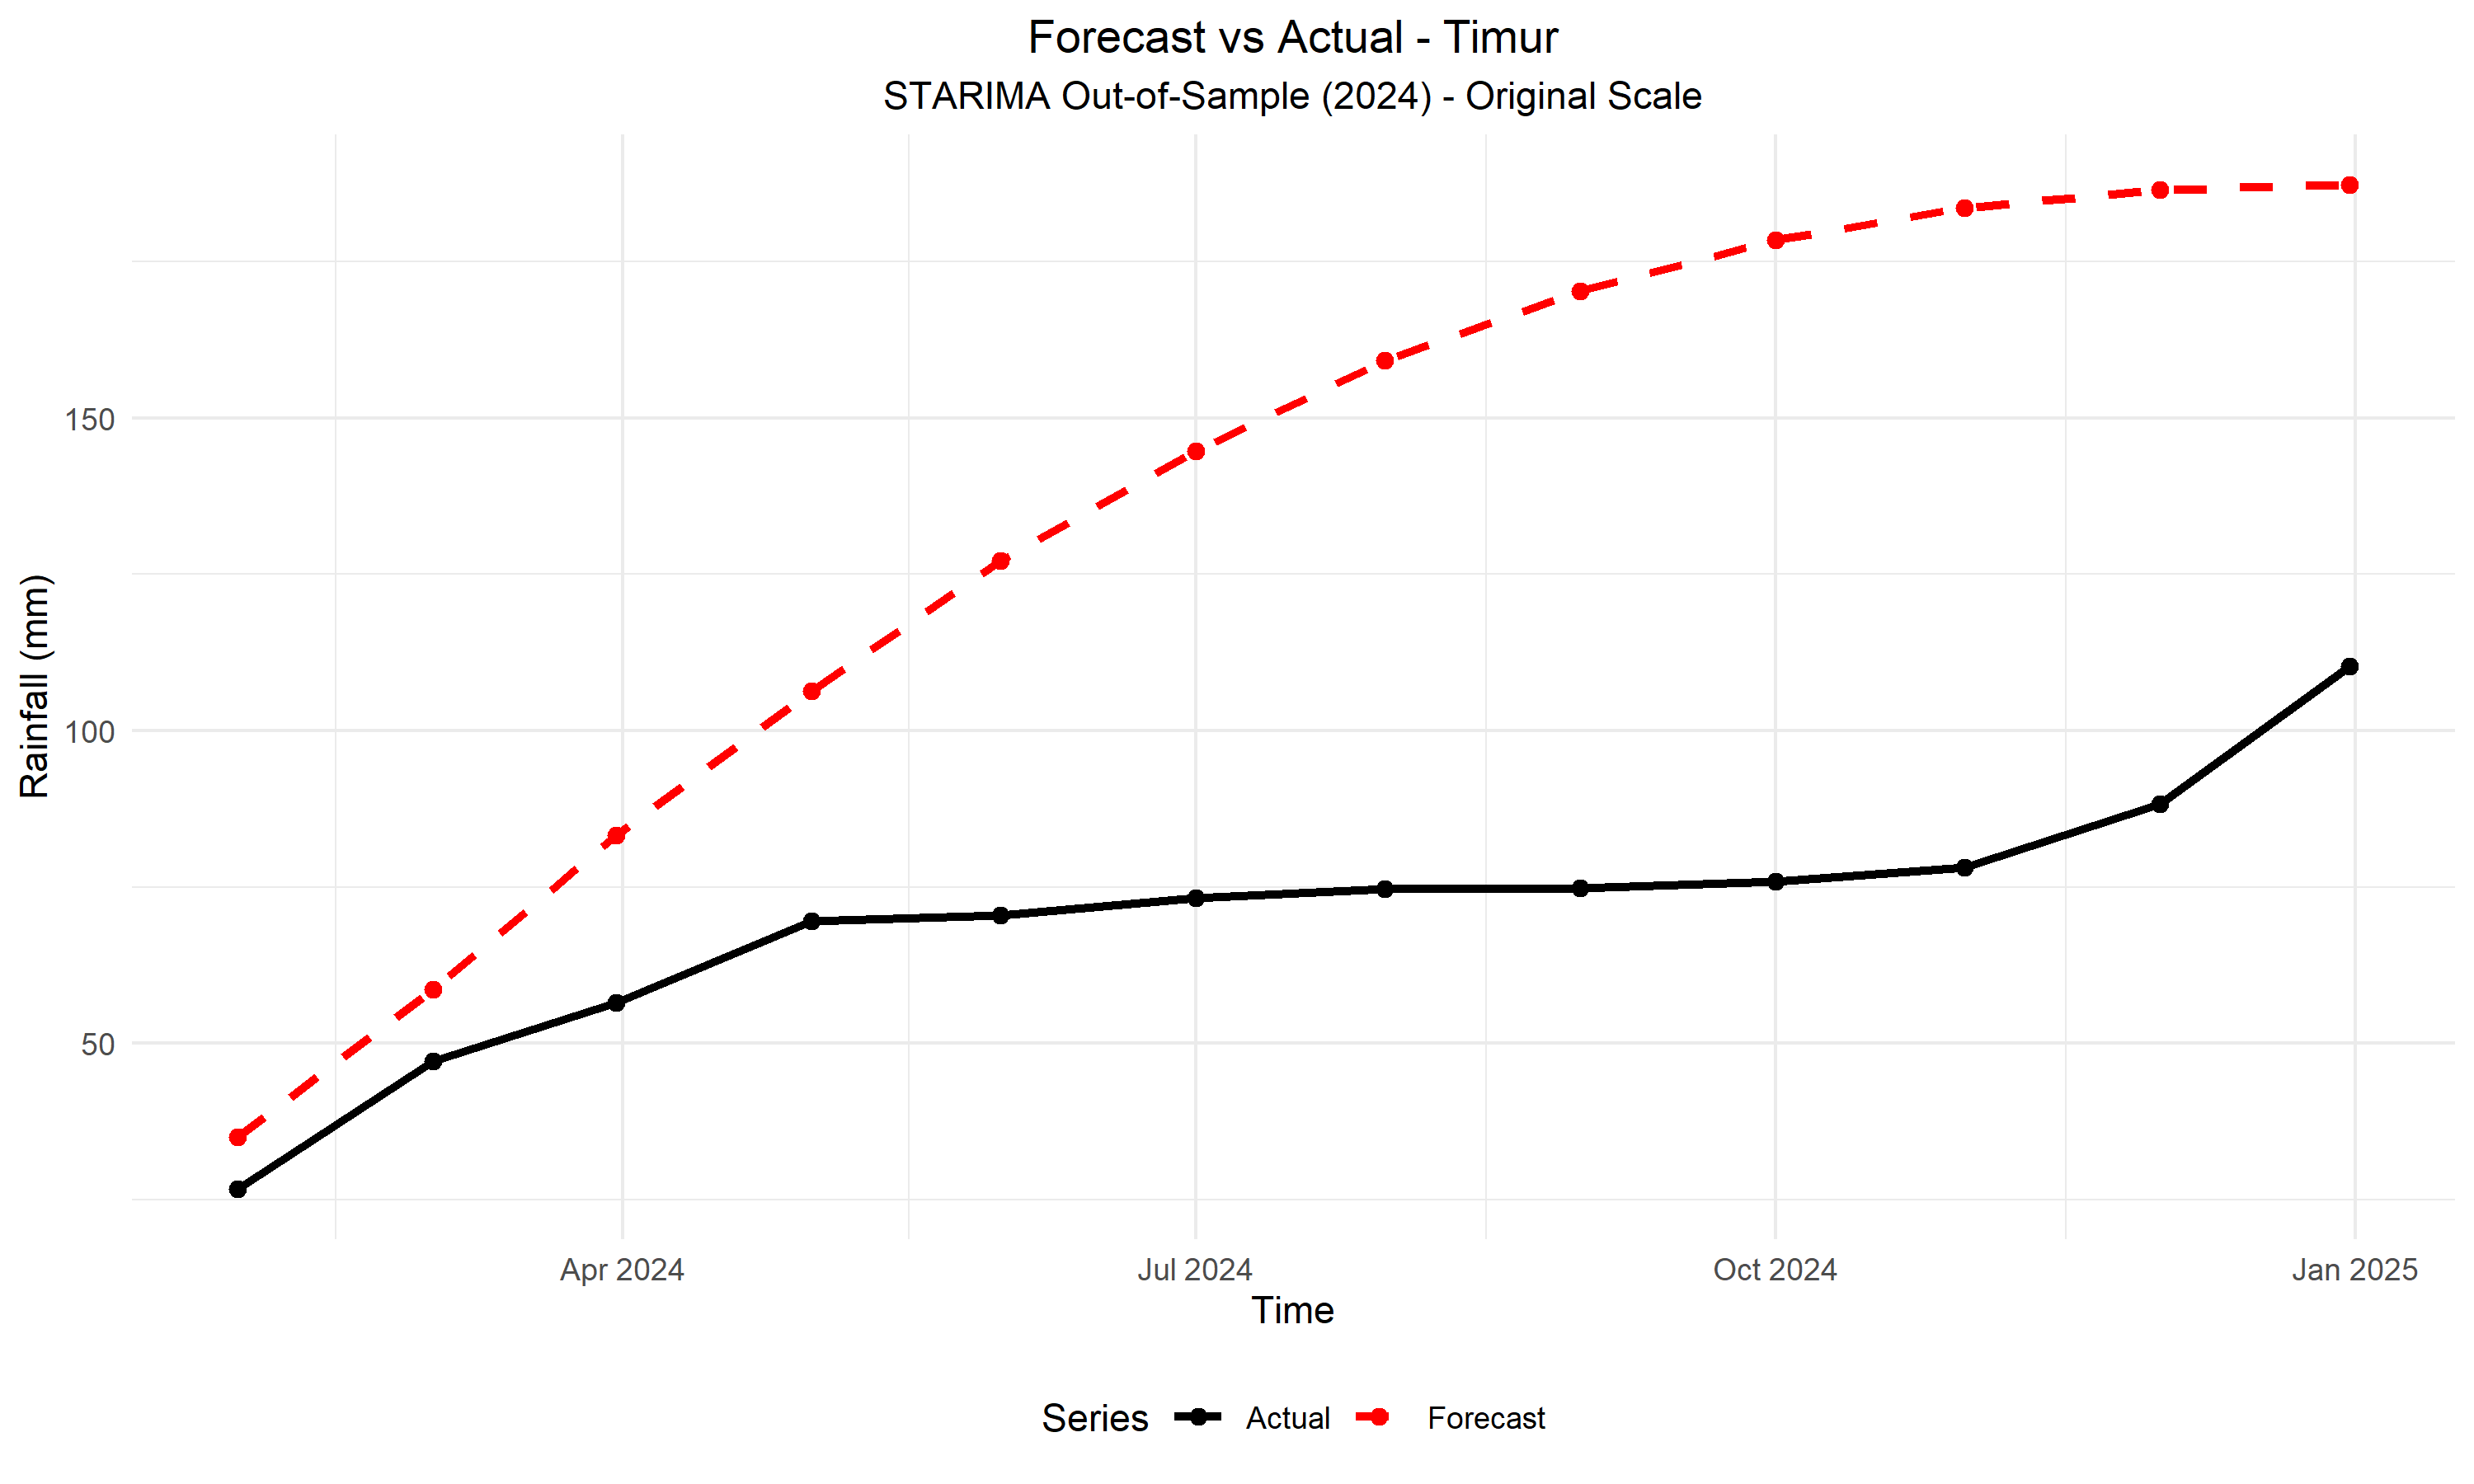 Forecast vs Actual - Timur
STARIMA Out-of-Sample (2024) - Original Scale
Rainfall (mm)
150
100
50
Apr 2024
Jul 2024
Oct 2024
Jan 2025
Time
Series
Actual
Forecast